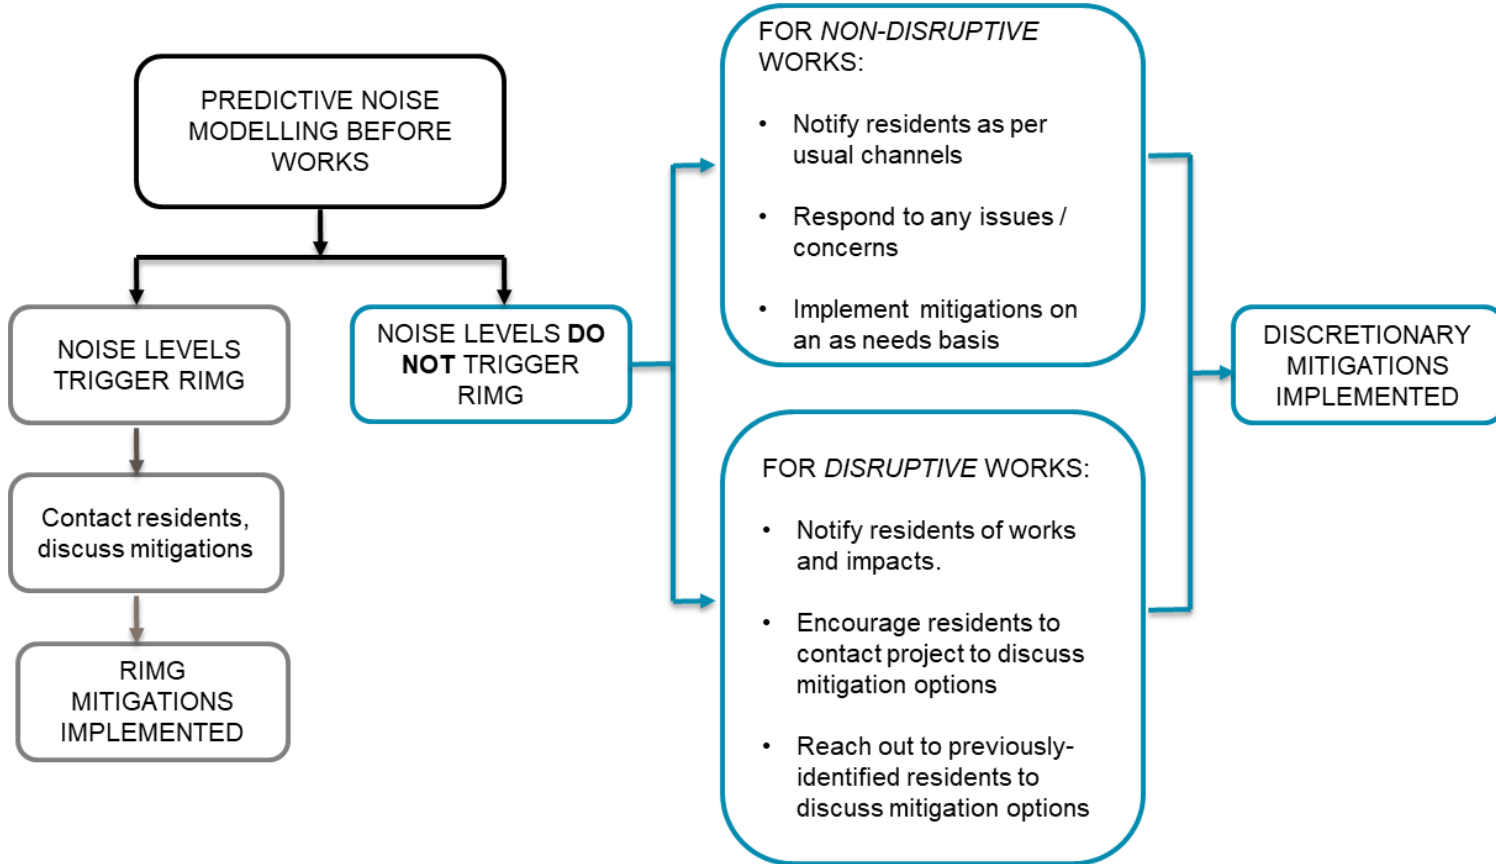 PREDICTIVE NOISE
MODELLING BEFORE
WORKS
NOISE LEVELS
TRIGGER RIMG
Contact residents,
discuss mitigations
RIMG
MITIGATIONS
IMPLEMENTED
NOISE LEVELS DO
NOT TRIGGER
RIMG
FOR NON-DISRUPTIVE
WORKS:
• Notify residents as per
usual channels
• Respond to any issues /
concerns
• Implement mitigations on
an as needs basis
FOR DISRUPTIVE WORKS:
• Notify residents of works
and impacts.
• Encourage residents to
contact project to discuss
mitigation options
• Reach out to previously-
identified residents to
discuss mitigation options
DISCRETIONARY
MITIGATIONS
IMPLEMENTED